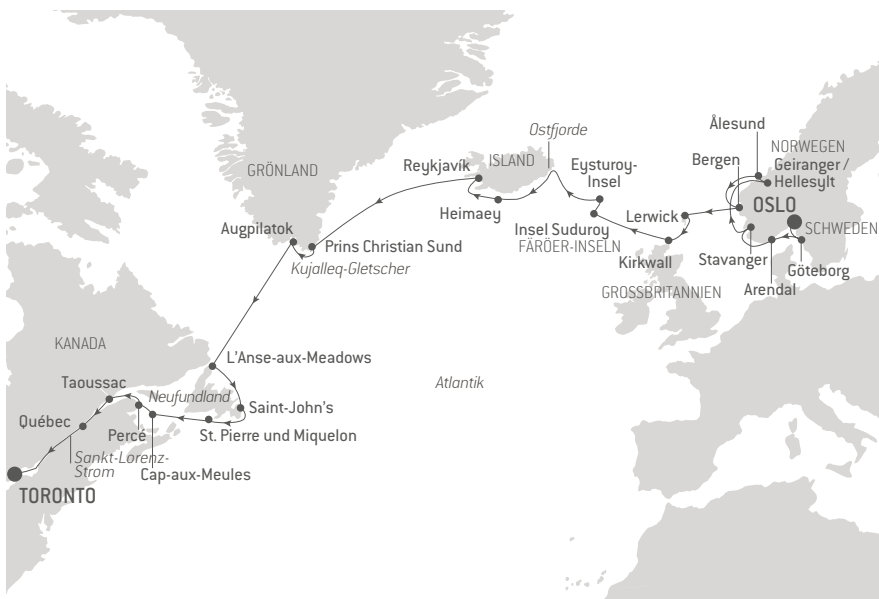 Ålesund
Ostfjorde
NORWEGEN
Reykjavík
ISLAND
Eysturoy-
Insel
Bergen
Geiranger /
Hellesylt
GRÖNLAND
Heimaey
Lerwick
OSLO
Augpilatok
Insel Suduroy
SCHWEDEN
Prins Christian Sund
FÄRÖER-INSELN
Kujalleq-Gletscher
Kirkwall
Stavanger
Göteborg
Arendal
GROSSBRITANNIEN
KANADA
L'Anse-aux-Meadows
Atlantik
Taoussac
Neufundland
Saint-John's
Québec
Percé
St. Pierre und Miquelon
Sankt-Lorenz-
Strom
Cap-aux-Meules
TORONTO